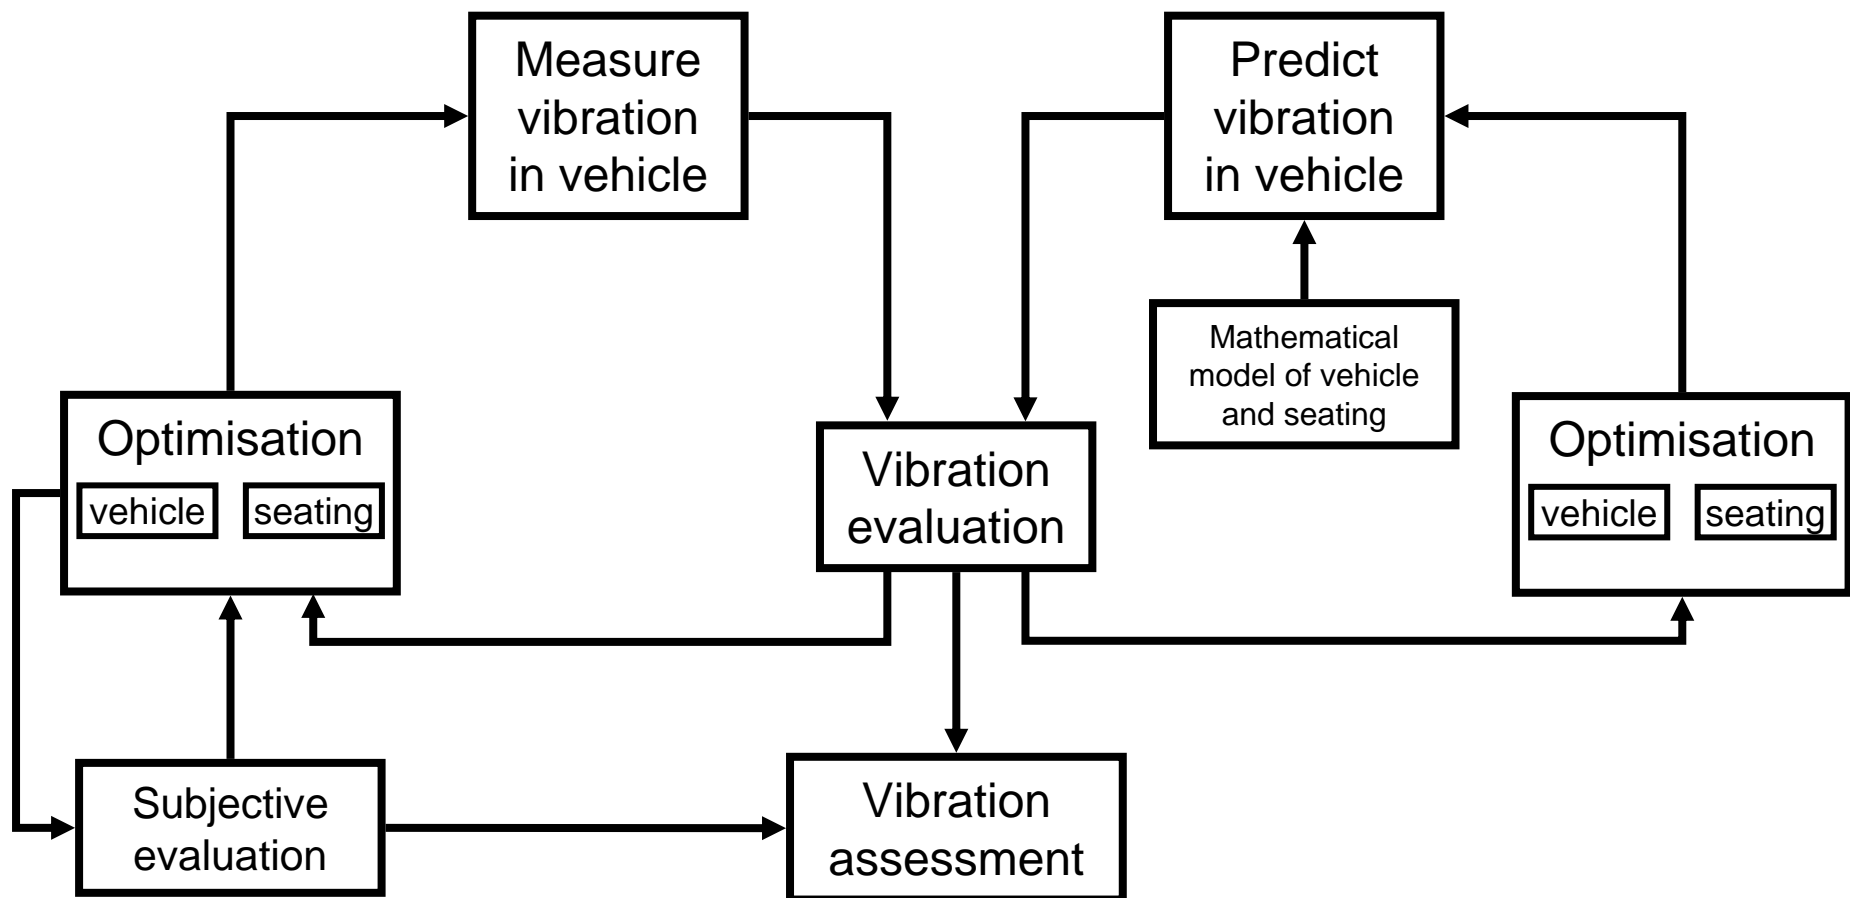 Measure
vibration
in vehicle
Predict
vibration
in vehicle
Mathematical
model of vehicle
and seating
Optimisation
vehicle
seating
Vibration
evaluation
Optimisation
vehicle
seating
Subjective
evaluation
Vibration
assessment